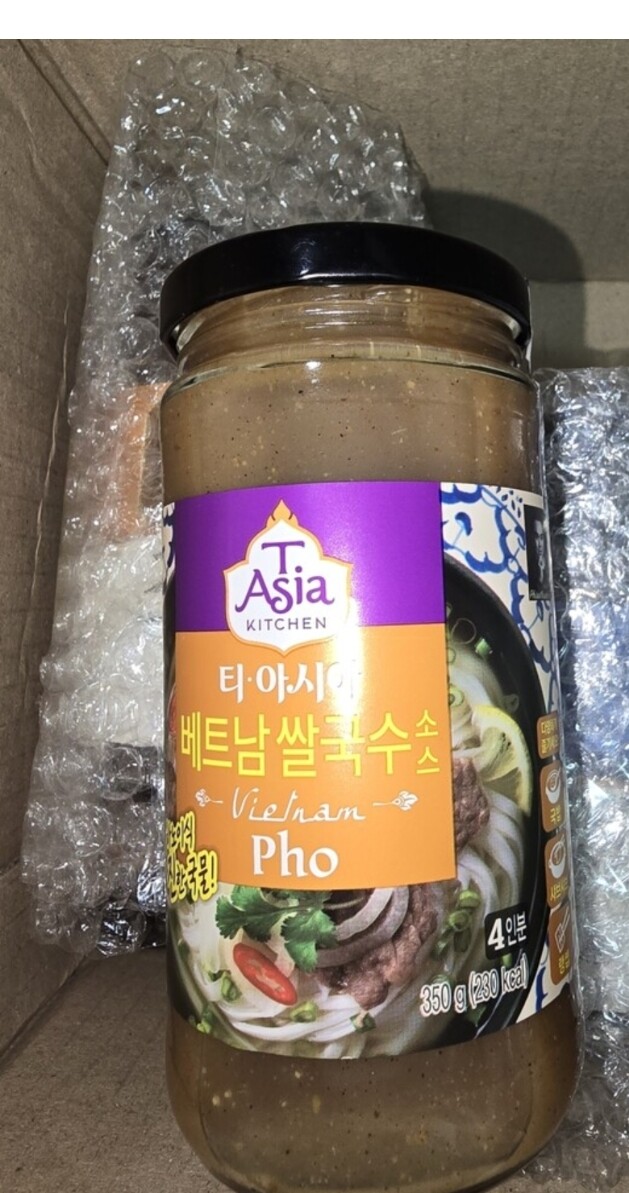 T.
Asia
KITCHEN
티·아시아
베트남쌀국수소스
Vietnam
Pho
4인분
350 g (230 kcal)